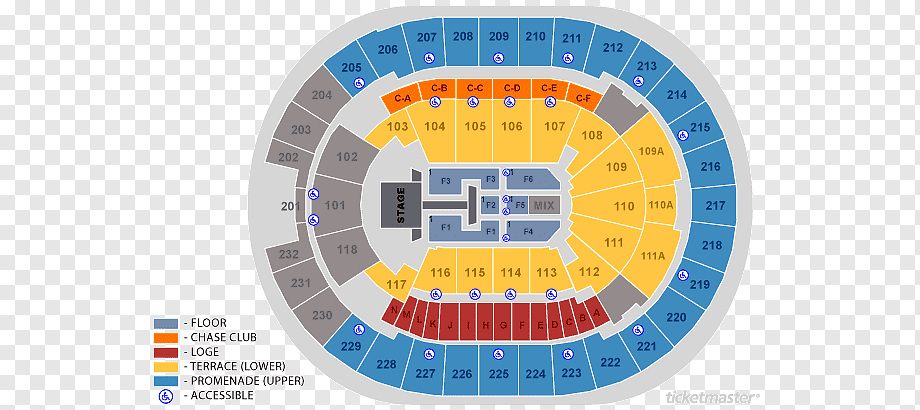 207 208 209 210 211
206 212
205 213
204 214
203 215
202 216
201 217
232 218
231 219
230 220
229 221
228 222
227 226 225 224 223
C-A C-B C-C C-D C-E C-F
103 104 105 106 107 108
102 109 109A
101 110 110A
118 111 111A
117 116 115 114 113 112
STAGE
F3 F3 F6
F2 F5 MIX
F1 F1 F4
N M L K J I H G F E D C B A
- FLOOR
- CHASE CLUB
- LOGE
- TERRACE (LOWER)
- PROMENADE (UPPER)
- ACCESSIBLE
ticketmaster®